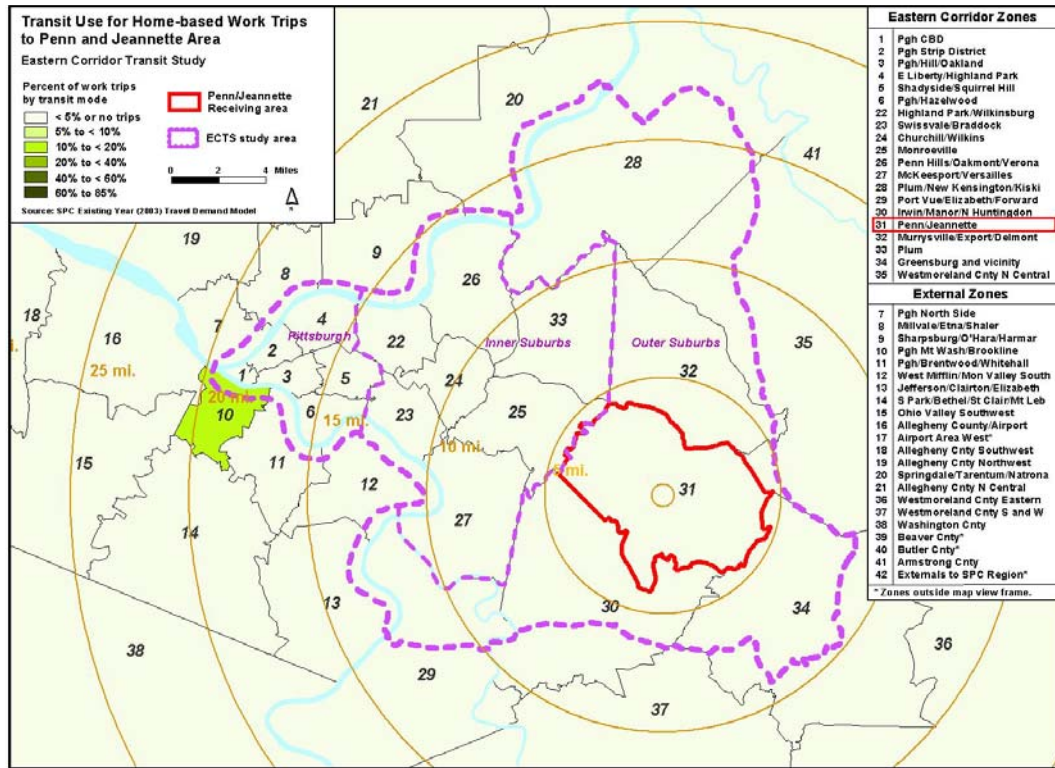 Transit Use for Home-based Work Trips
to Penn and Jeannette Area
Eastern Corridor Transit Study
Percent of work trips
by transit mode
< 5% or no trips
5% to < 10%
10% to < 20%
20% to < 40%
40% to < 60%
60% to 85%
Penn/Jeannette
Receiving area
ECTS study area
0 2 4 Miles
N
Source: SPC Existing Year (2003) Travel Demand Model
Eastern Corridor Zones
1 Pgh CBD
2 Pgh Strip District
3 Pgh/Hill/Oakland
4 E Liberty/Highland Park
5 Shadyside/Squirrel Hill
6 Pgh/Hazelwood
22 Highland Park/Wilkinsburg
23 Swissvale/Braddock
24 Churchill/Wilkins
25 Monroeville
26 Penn Hills/Oakmont/Verona
27 McKeesport/Versailles
28 Plum/New Kensington/Kiski
29 Port Vue/Elizabeth/Forward
30 Irwin/Manor/N Huntingdon
31 Penn/Jeannette
32 Murrysville/Export/Delmont
33 Plum
34 Greensburg and vicinity
35 Westmoreland Cnty N Central
External Zones
7 Pgh North Side
8 Millvale/Etna/Shaler
9 Sharpsburg/O'Hara/Harmar
10 Pgh Mt Wash/Brookline
11 Pgh/Brentwood/Whitehall
12 West Mifflin/Mon Valley South
13 Jefferson/Clairton/Elizabeth
14 S Park/Bethel/St Clair/Mt Leb
15 Ohio Valley Southwest
16 Allegheny County/Airport
17 Airport Area West*
18 Allegheny Cnty Southwest
19 Allegheny Cnty Northwest
20 Springdale/Tarentum/Natrona
21 Allegheny Cnty N Central
36 Westmoreland Cnty Eastern
37 Westmoreland Cnty S and W
38 Washington Cnty
39 Beaver Cnty*
40 Butler Cnty*
41 Armstrong Cnty
42 Externals to SPC Region*
* Zones outside map view frame.
21
20
41
28
19
9
8
26
18
16
7
4
Pittsburgh
33
Inner Suburbs
Outer Suburbs
35
i.
2
22
32
25 mi.
1
3
5
24
25
20 mi.
10
6
15 mi.
23
10 mi.
5 mi.
15
11
12
31
14
27
13
30
34
38
29
36
37